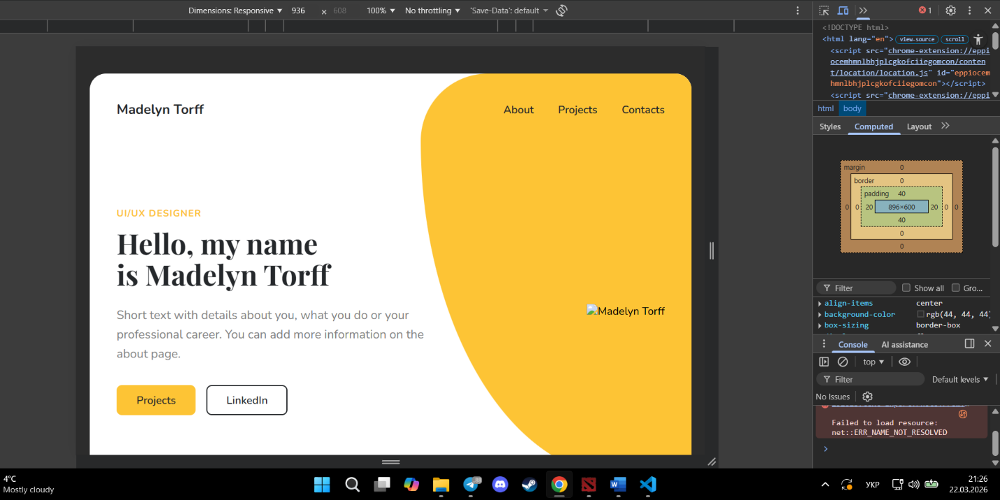 Dimensions: Responsive ▼ 936 × 608 100% ▼ No throttling ▼ 'Save-Data': default ▼
1
<!DOCTYPE html>
<html lang="en"> view-source scroll
<script src="chrome-extension://eppi
ocemhmnlbhjplcgkofciiegomcon/conten
t/location/location.js" id="eppiocem
hmnlbhjplcgkofciiegomcon"></script>
<script src="chrome-extension://eppi
html body
Styles Computed Layout
margin 0
border 0
padding 40
0 0 20 896×600 20 0 0
40
0
0
Filter Show all Gro...
align-items center
background-color rgb(44, 44, 44)
box-sizing border-box
Console AI assistance
top ▼
Filter Default levels ▼
No Issues
Failed to load resource:
net::ERR_NAME_NOT_RESOLVED
Madelyn Torff
About Projects Contacts
UI/UX DESIGNER
Hello, my name
is Madelyn Torff
Short text with details about you, what you do or your
professional career. You can add more information on the
about page.
Projects LinkedIn
Madelyn Torff
4°C
Mostly cloudy
88
УКР
21:26
22.03.2026